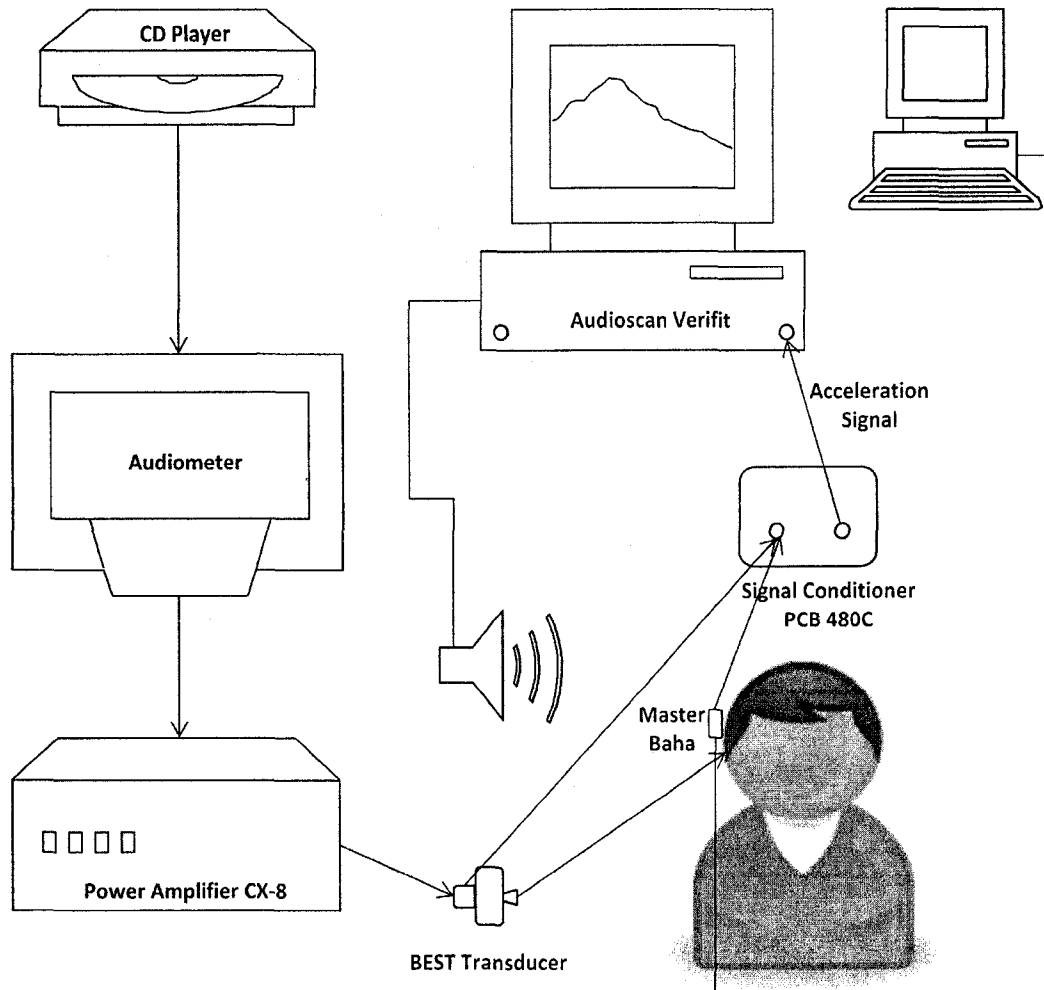 CD Player
Audioscan Verifit
Acceleration
Signal
Audiometer
Signal Conditioner
PCB 480C
Master
Baha
Power Amplifier CX-8
BEST Transducer